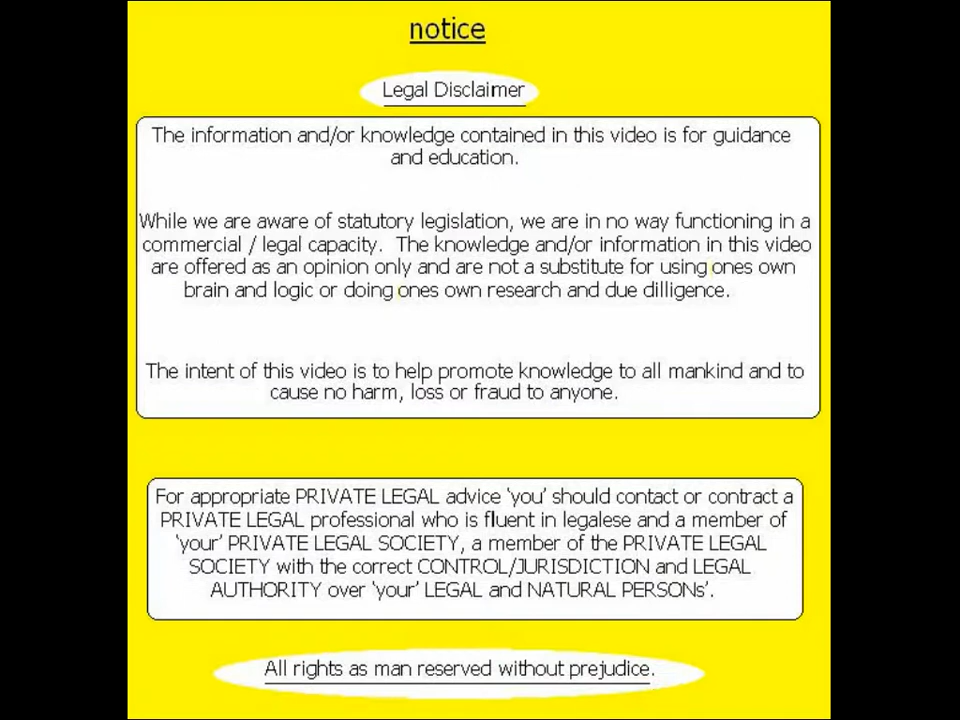 notice
Legal Disclaimer
The information and/or knowledge contained in this video is for guidance
and education.
While we are aware of statutory legislation, we are in no way functioning in a
commercial / legal capacity.  The knowledge and/or information in this video
are offered as an opinion only and are not a substitute for using ones own
brain and logic or doing ones own research and due dilligence.
The intent of this video is to help promote knowledge to all mankind and to
cause no harm, loss or fraud to anyone.
For appropriate PRIVATE LEGAL advice 'you' should contact or contract a
PRIVATE LEGAL professional who is fluent in legalese and a member of
'your' PRIVATE LEGAL SOCIETY, a member of the PRIVATE LEGAL
SOCIETY with the correct CONTROL/JURISDICTION and LEGAL
AUTHORITY over 'your' LEGAL and NATURAL PERSONs'.
All rights as man reserved without prejudice.